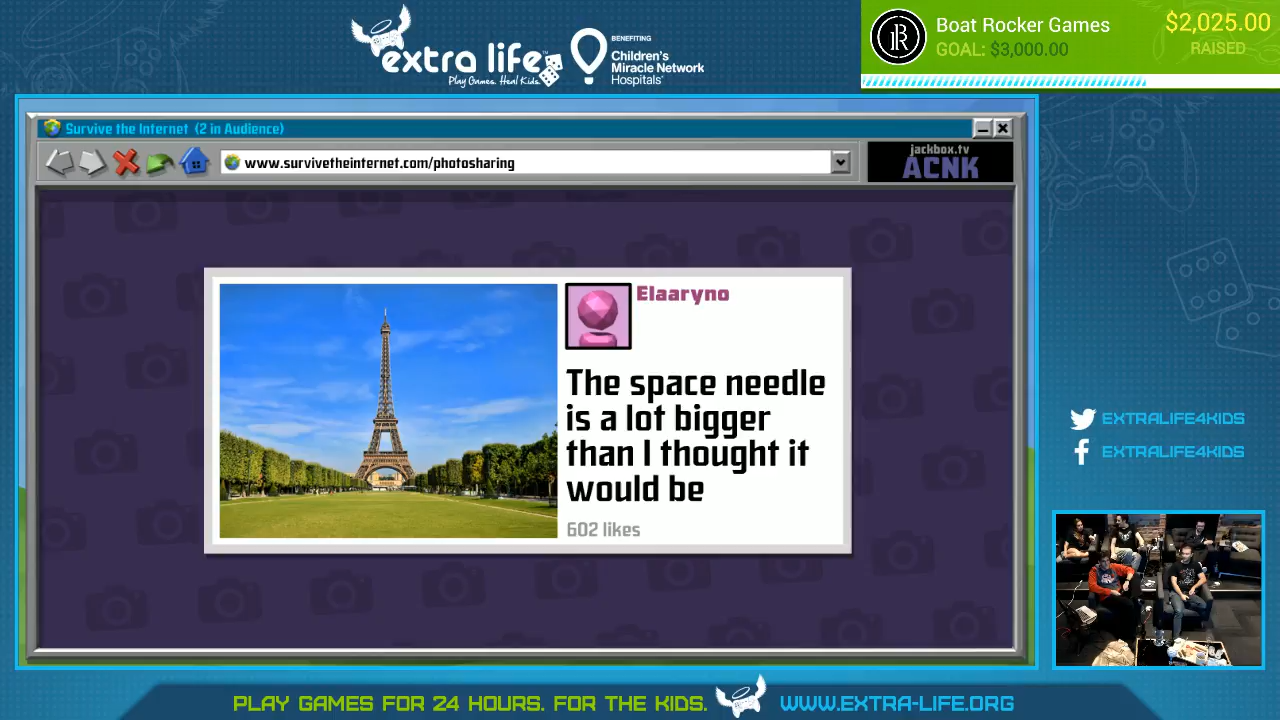 extra life
Play Games. Heal Kids.
BENEFITING
Children's
Miracle Network
Hospitals
Boat Rocker Games
GOAL: $3,000.00
$2,025.00
RAISED
Survive the Internet (2 in Audience)
www.survivetheinternet.com/photosharing
jackbox.tv
ACNK
Elaaryno
The space needle
is a lot bigger
than I thought it
would be
602 likes
EXTRALIFE4KIDS
EXTRALIFE4KIDS
PLAY GAMES FOR 24 HOURS. FOR THE KIDS.
WWW.EXTRA-LIFE.ORG